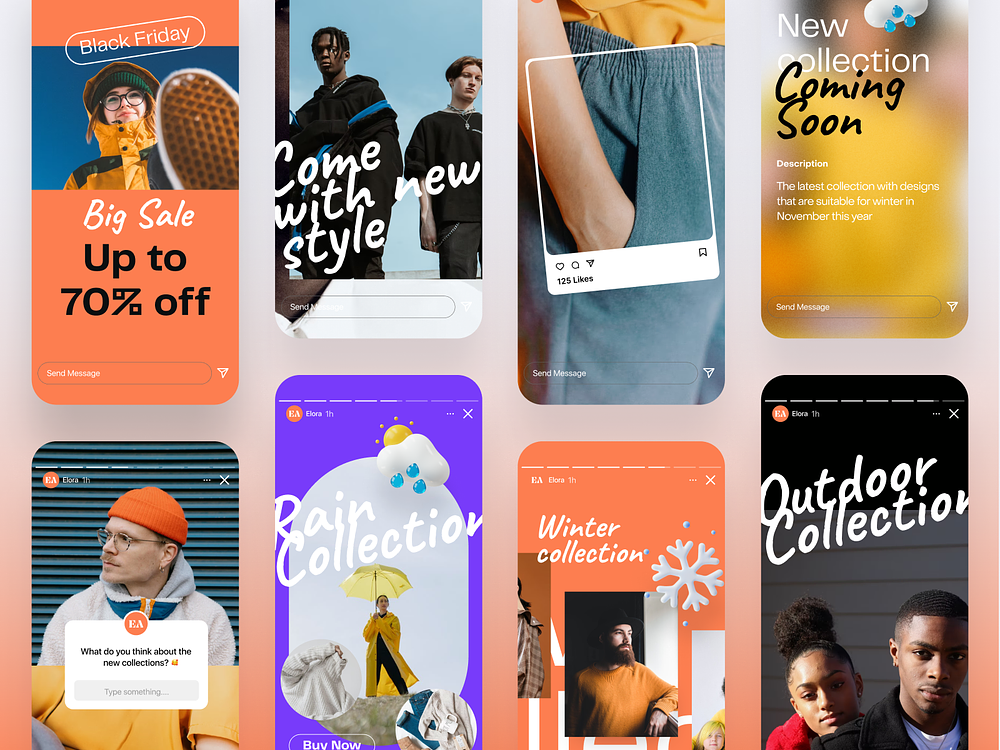 Black Friday
Big Sale
Up to
70% off
Send Message
Come
with new
style
Send Message
125 Likes
Send Message
New
collection
Coming
Soon
Description
The latest collection with designs
that are suitable for winter in
November this year
Send Message
EA Elora 1h
EA
What do you think about the
new collections? 🥰
Type something....
EA Elora 1h
Rain
Collection
Buy Now
EA Elora 1h
Winter
collection
EA Elora 1h
Outdoor
Collection